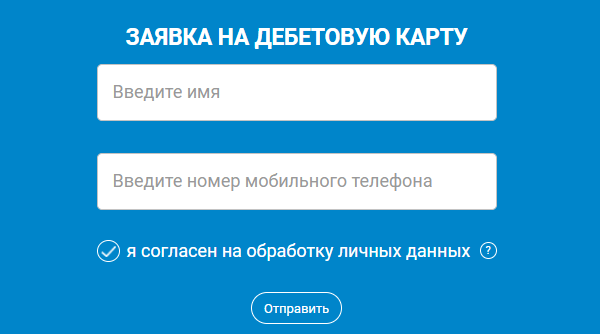 ЗАЯВКА НА ДЕБЕТОВУЮ КАРТУ
Введите имя
Введите номер мобильного телефона
я согласен на обработку личных данных ?
Отправить